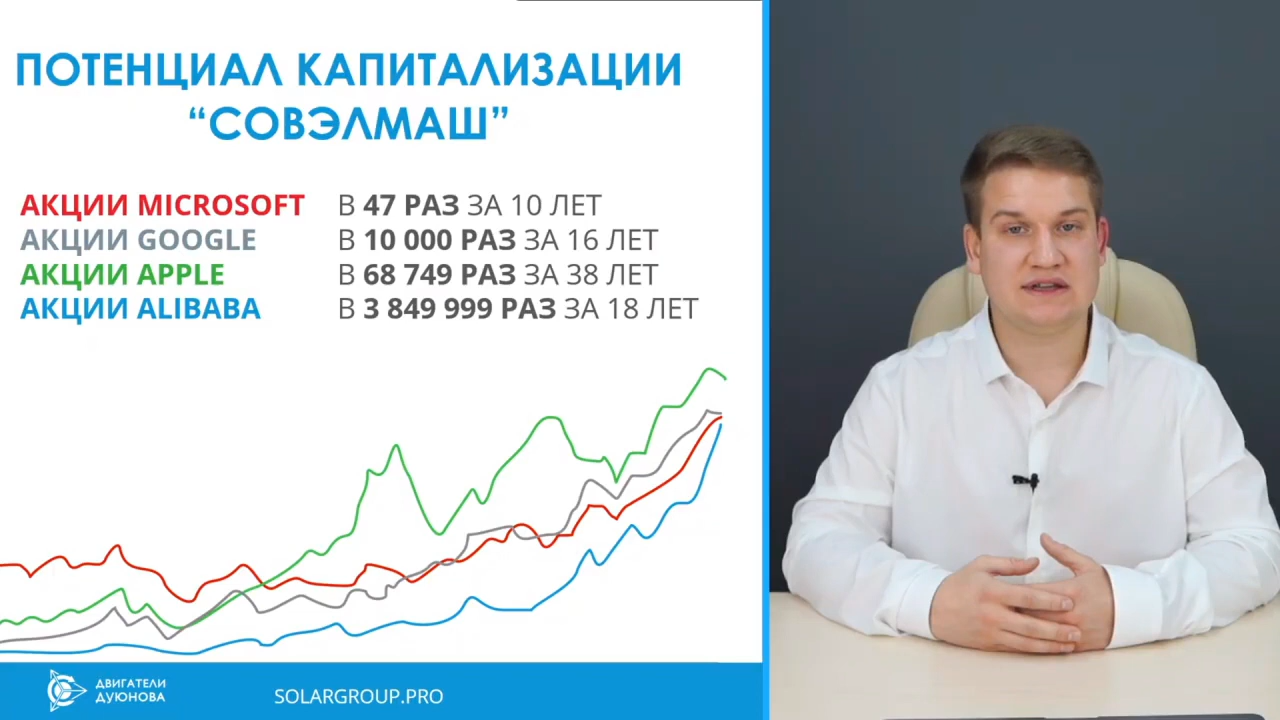 ПОТЕНЦИАЛ КАПИТАЛИЗАЦИИ
“СОВЭЛМАШ”
АКЦИИ MICROSOFT В 47 РАЗ ЗА 10 ЛЕТ
АКЦИИ GOOGLE В 10 000 РАЗ ЗА 16 ЛЕТ
АКЦИИ APPLE В 68 749 РАЗ ЗА 38 ЛЕТ
АКЦИИ ALIBABA В 3 849 999 РАЗ ЗА 18 ЛЕТ
ДВИГАТЕЛИ
ДУЮНОВА
SOLARGROUP.PRO